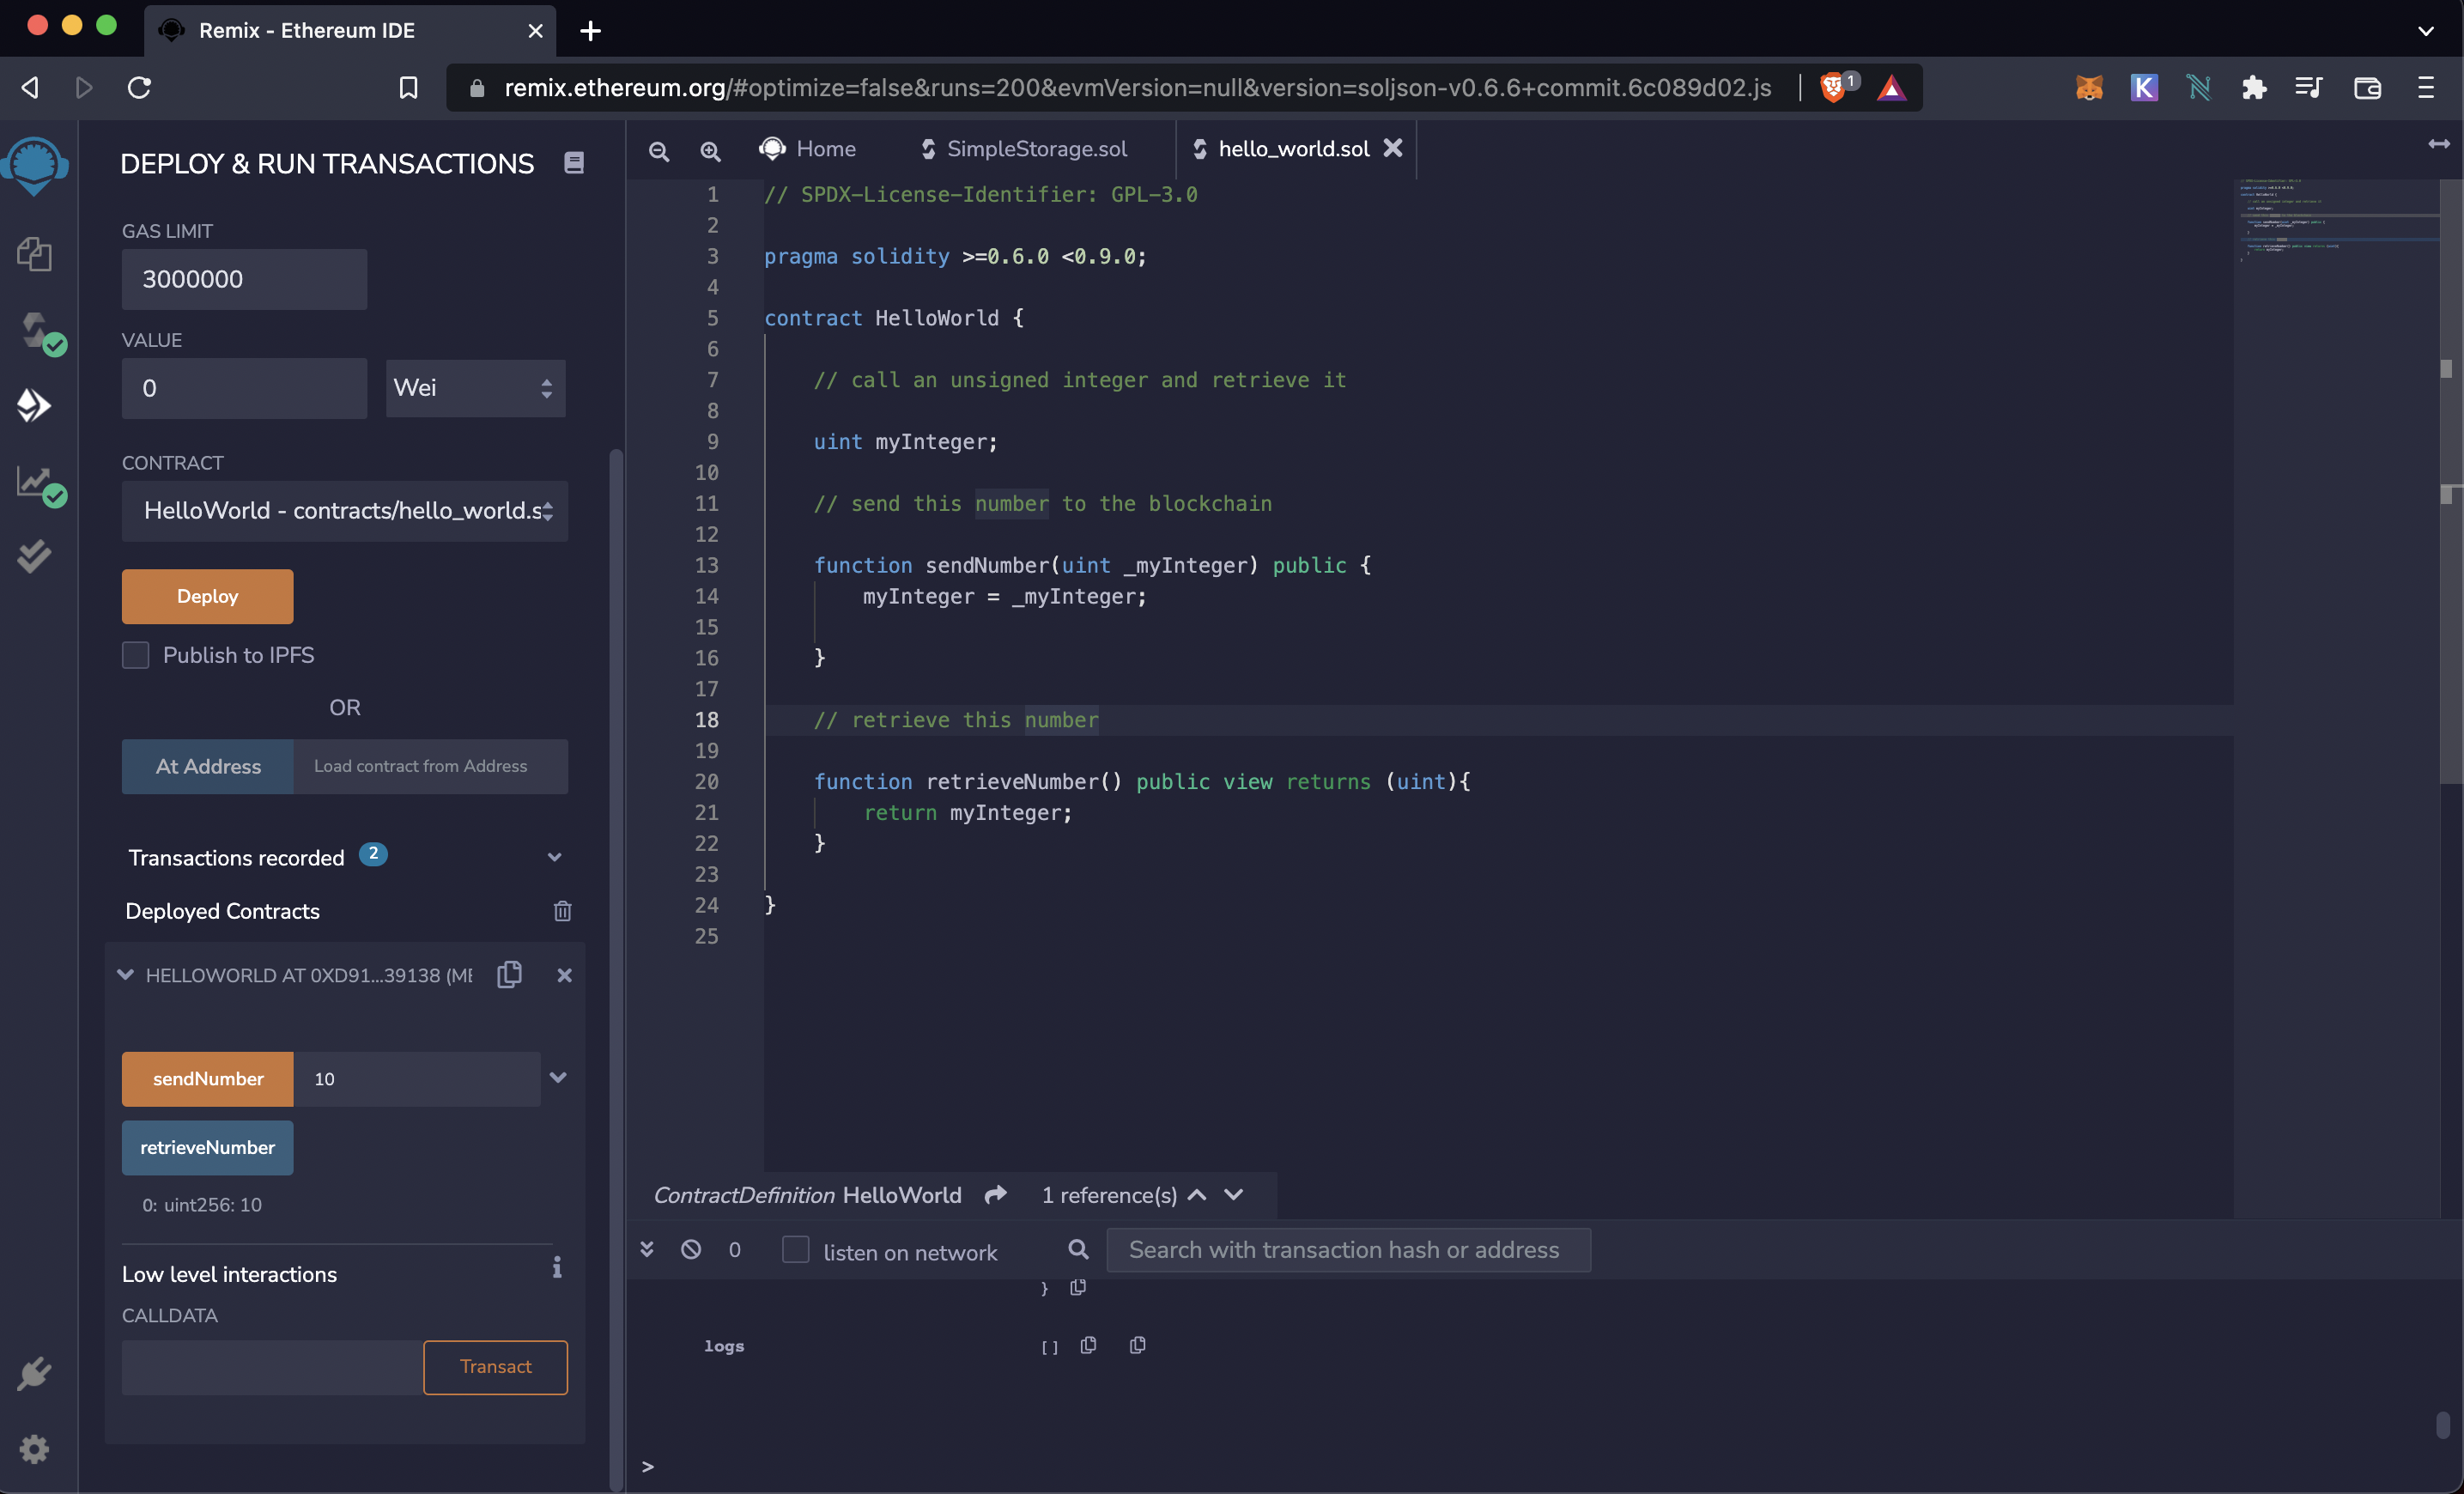 Remix - Ethereum IDE
remix.ethereum.org/#optimize=false&runs=200&evmVersion=null&version=soljson-v0.6.6+commit.6c089d02.js
1
K
DEPLOY & RUN TRANSACTIONS
GAS LIMIT
3000000
VALUE
0
Wei
CONTRACT
HelloWorld - contracts/hello_world.s
Deploy
Publish to IPFS
OR
At Address
Load contract from Address
Transactions recorded 2
Deployed Contracts
HELLOWORLD AT 0XD91...39138 (ME
sendNumber
10
retrieveNumber
0: uint256: 10
Low level interactions
CALLDATA
Transact
Home
SimpleStorage.sol
hello_world.sol
1 // SPDX-License-Identifier: GPL-3.0
2
3 pragma solidity >=0.6.0 <0.9.0;
4
5 contract HelloWorld {
6
7 // call an unsigned integer and retrieve it
8
9 uint myInteger;
10
11 // send this number to the blockchain
12
13 function sendNumber(uint _myInteger) public {
14 myInteger = _myInteger;
15
16 }
17
18 // retrieve this number
19
20 function retrieveNumber() public view returns (uint){
21 return myInteger;
22 }
23
24 }
25
ContractDefinition HelloWorld 1 reference(s)
0 listen on network Search with transaction hash or address
}
logs []
>